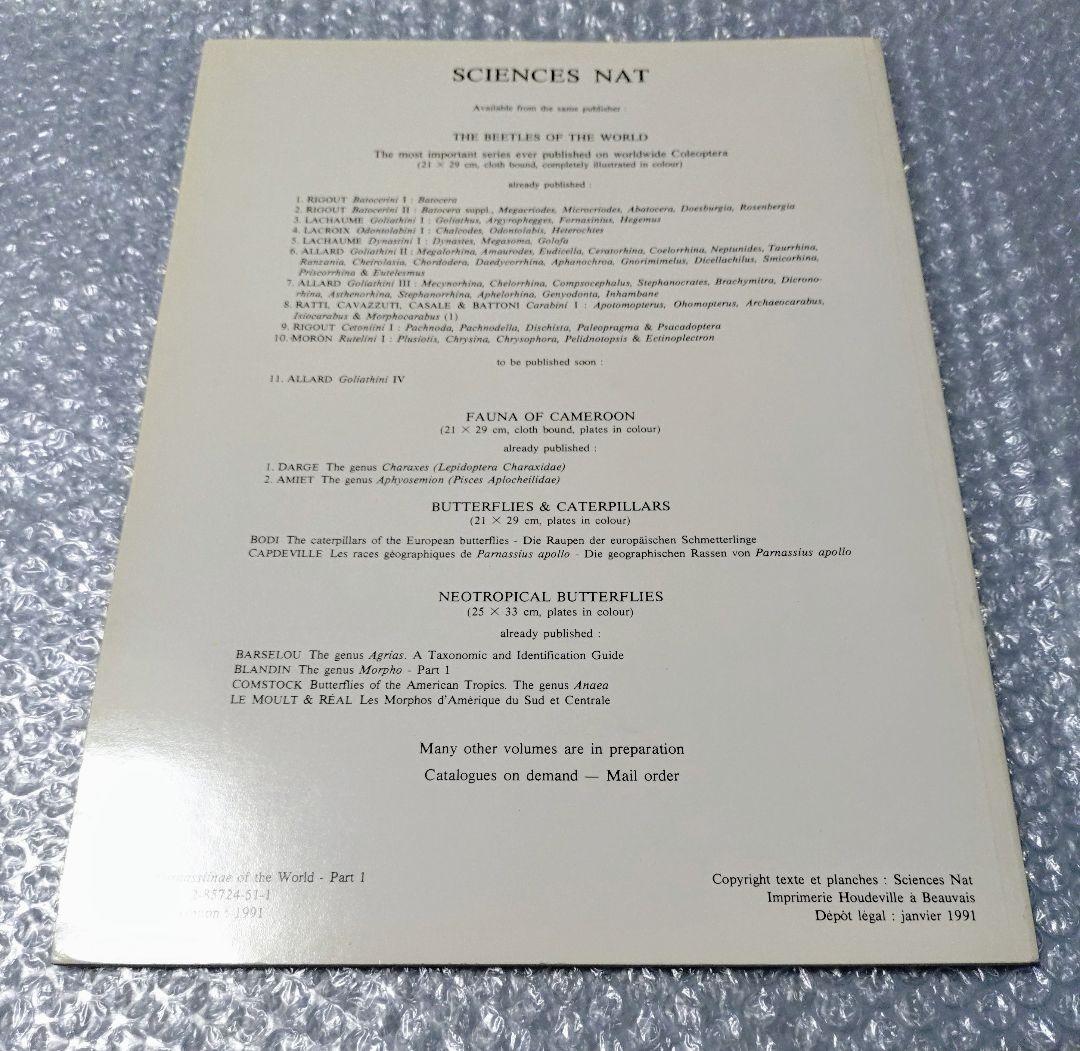 SCIENCES NAT
Available from the same publisher :
THE BEETLES OF THE WORLD
The most important series ever published on worldwide Coleoptera
(21 × 29 cm, cloth bound, completely illustrated in colour)
already published :
1. RIGOUT Batocerini I : Batocera
2. RIGOUT Batocerini II : Batocera suppl., Megacriodes, Microcriodes, Abatocera, Doesburgia, Rosenbergia
3. LACHAUME Goliathini I : Goliathus, Argyrophegges, Fornasinius, Hegemus
4. LACROIX Odontolabini I : Chalcodes, Odontolabis, Heterochtes
5. LACHAUME Dynastini I : Dynastes, Megasoma, Golofa
6. ALLARD Goliathini II : Megalorhina, Amaurodes, Eudicella, Ceratorhina, Coelorrhina, Neptunides, Taurrhina,
Ranzania, Cheirolasia, Chordodera, Daedycorrhina, Aphanochroa, Gnorimimelus, Dicellachilus, Smicorhina,
Priscorrhina & Eutelesmus
7. ALLARD Goliathini III : Mecynorhina, Chelorrhina, Compsocephalus, Stephanocrates, Brachymitra, Dicrono-
rhina, Asthenorhina, Stephanorrhina, Aphelorhina, Genyodonta, Inhambane
8. RATTI, CAVAZZUTI, CASALE & BATTONI Carabini I : Apotomopterus, Ohomopterus, Archaeocarabus,
Isiocarabus & Morphocarabus (1)
9. RIGOUT Cetoniini I : Pachnoda, Pachnodella, Dischista, Paleopragma & Psacadoptera
10. MORÓN Rutelini I : Plusiotis, Chrysina, Chrysophora, Pelidnotopsis & Ectinoplectron
to be published soon :
11. ALLARD Goliathini IV
FAUNA OF CAMEROON
(21 × 29 cm, cloth bound, plates in colour)
already published :
1. DARGE The genus Charaxes (Lepidoptera Charaxidae)
2. AMIET The genus Aphyosemion (Pisces Aplocheilidae)
BUTTERFLIES & CATERPILLARS
(21 × 29 cm, plates in colour)
BODI The caterpillars of the European butterflies - Die Raupen der europäischen Schmetterlinge
CAPDEVILLE Les races géographiques de Parnassius apollo - Die geographischen Rassen von Parnassius apollo
NEOTROPICAL BUTTERFLIES
(25 × 33 cm, plates in colour)
already published :
BARSELOU The genus Agrias. A Taxonomic and Identification Guide
BLANDIN The genus Morpho - Part 1
COMSTOCK Butterflies of the American Tropics. The genus Anaea
LE MOULT & RÉAL Les Morphos d'Amérique du Sud et Centrale
Many other volumes are in preparation
Catalogues on demand — Mail order
of the World - Part 1
2-85724-51-1
1991
Copyright texte et planches : Sciences Nat
Imprimerie Houdeville à Beauvais
Dépôt légal : janvier 1991